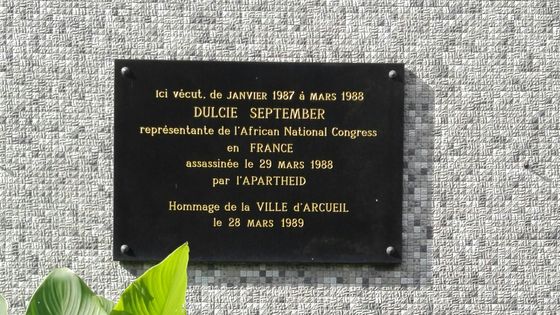 Ici vécut, de JANVIER 1987 à MARS 1988
DULCIE SEPTEMBER
représentante de l'African National Congress
en FRANCE
assassinée le 29 MARS 1988
par l'APARTHEID
Hommage de la VILLE d'ARCUEIL
le 28 MARS 1989